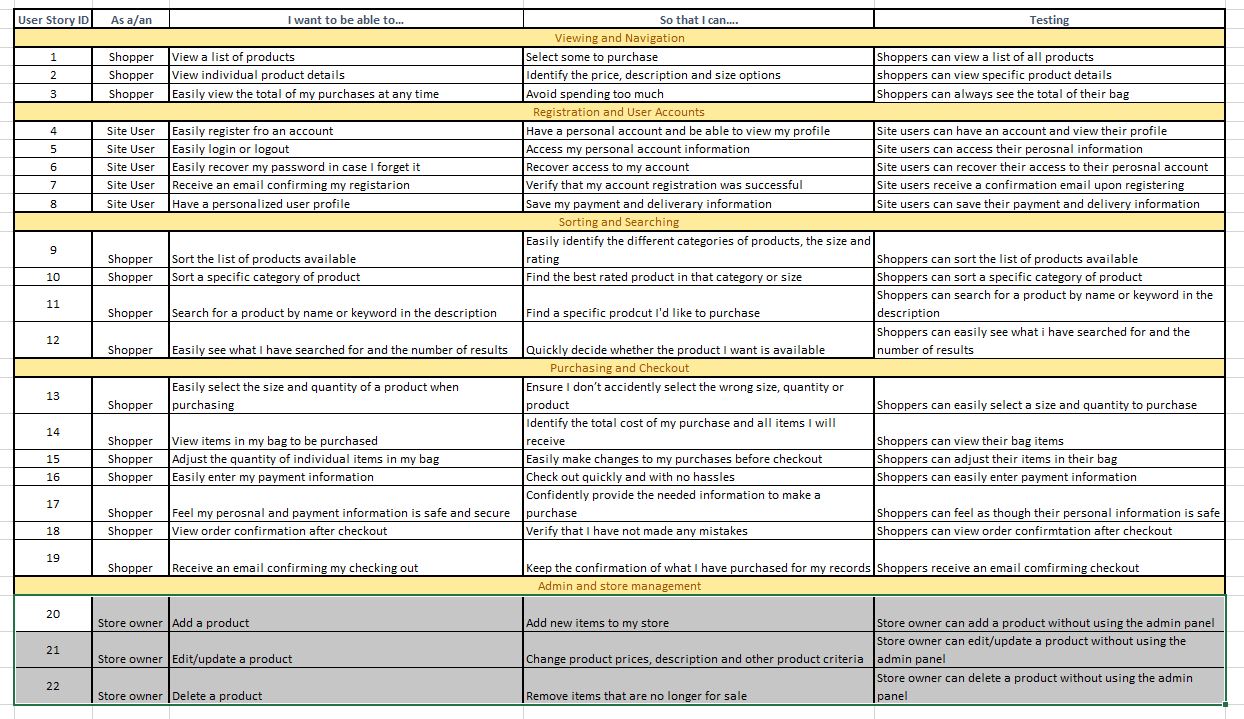 User Story ID As a/an I want to be able to... So that I can.... Testing
Viewing and Navigation
1 Shopper View a list of products Select some to purchase Shoppers can view a list of all products
2 Shopper View individual product details Identify the price, description and size options shoppers can view specific product details
3 Shopper Easily view the total of my purchases at any time Avoid spending too much Shoppers can always see the total of their bag
Registration and User Accounts
4 Site User Easily register fro an account Have a personal account and be able to view my profile Site users can have an account and view their profile
5 Site User Easily login or logout Access my personal account information Site users can access their perosnal information
6 Site User Easily recover my password in case I forget it Recover access to my account Site users can recover their access to their perosnal account
7 Site User Receive an email confirming my registarion Verify that my account registration was successful Site users receive a confirmation email upon registering
8 Site User Have a personalized user profile Save my payment and deliverary information Site users can save their payment and delivery information
Sorting and Searching
9 Shopper Sort the list of products available Easily identify the different categories of products, the size and
rating Shoppers can sort the list of products available
10 Shopper Sort a specific category of product Find the best rated product in that category or size Shoppers can sort a specific category of product
11 Shopper Search for a product by name or keyword in the description Find a specific prodcut I'd like to purchase Shoppers can search for a product by name or keyword in the
description
12 Shopper Easily see what I have searched for and the number of results Quickly decide whether the product I want is available Shoppers can easily see what i have searched for and the
number of results
Purchasing and Checkout
13 Shopper Easily select the size and quantity of a product when
purchasing Ensure I don't accidently select the wrong size, quantity or
product Shoppers can easily select a size and quantity to purchase
14 Shopper View items in my bag to be purchased Identify the total cost of my purchase and all items I will
receive Shoppers can view their bag items
15 Shopper Adjust the quantity of individual items in my bag Easily make changes to my purchases before checkout Shoppers can adjust their items in their bag
16 Shopper Easily enter my payment information Check out quickly and with no hassles Shoppers can easily enter payment information
17 Shopper Feel my perosnal and payment information is safe and secure Confidently provide the needed information to make a
purchase Shoppers can feel as though their personal information is safe
18 Shopper View order confirmation after checkout Verify that I have not made any mistakes Shoppers can view order confirmtation after checkout
19 Shopper Receive an email confirming my checking out Keep the confirmation of what I have purchased for my records Shoppers receive an email comfirming checkout
Admin and store management
20 Store owner Add a product Add new items to my store Store owner can add a product without using the admin panel
21 Store owner Edit/update a product Change product prices, description and other product criteria Store owner can edit/update a product without using the
admin panel
22 Store owner Delete a product Remove items that are no longer for sale Store owner can delete a product without using the admin
panel